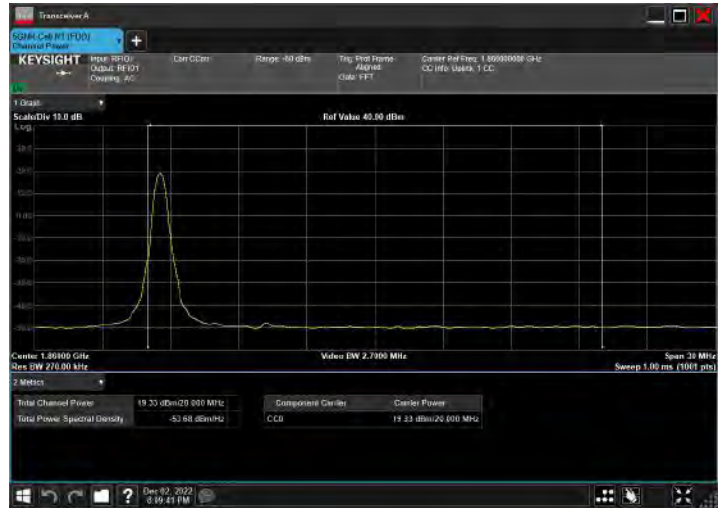 Transceiver A
5GNR Cell N1 (FDD)
Channel Power
KEYSIGHT
Input: RFIO1
Output: RFIO1
Coupling: AC
Corr CCorr
Range: -60 dBm
Trig: Prot Frame
Aligned
Gate: FFT
Carrier Ref Freq: 1.860000000 GHz
CC Info: Uplink, 1 CC
1 Graph
Scale/Div 10.0 dB
Ref Value 40.00 dBm
Log
Center 1.86000 GHz
Video BW 2.7000 MHz
Span 30 MHz
Res BW 270.00 kHz
Sweep 1.00 ms (1001 pts)
2 Metrics
Total Channel Power 19.33 dBm/20.000 MHz
Total Power Spectral Density -53.68 dBm/Hz
Component Carrier Carrier Power
CC0 19.33 dBm/20.000 MHz
Dec 02, 2022
8:09:41 PM